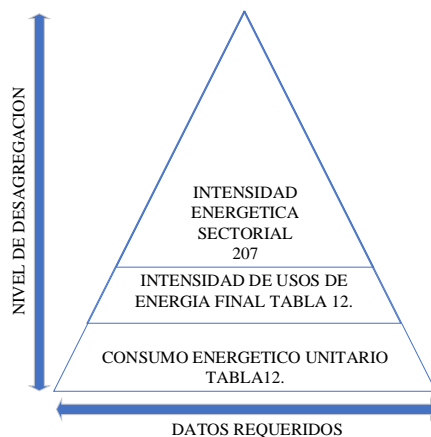 NIVEL DE DESAGREGACION
INTENSIDAD
ENERGETICA
SECTORIAL
207
INTENSIDAD DE USOS DE
ENERGIA FINAL TABLA 12.
CONSUMO ENERGETICO UNITARIO
TABLA12.
DATOS REQUERIDOS